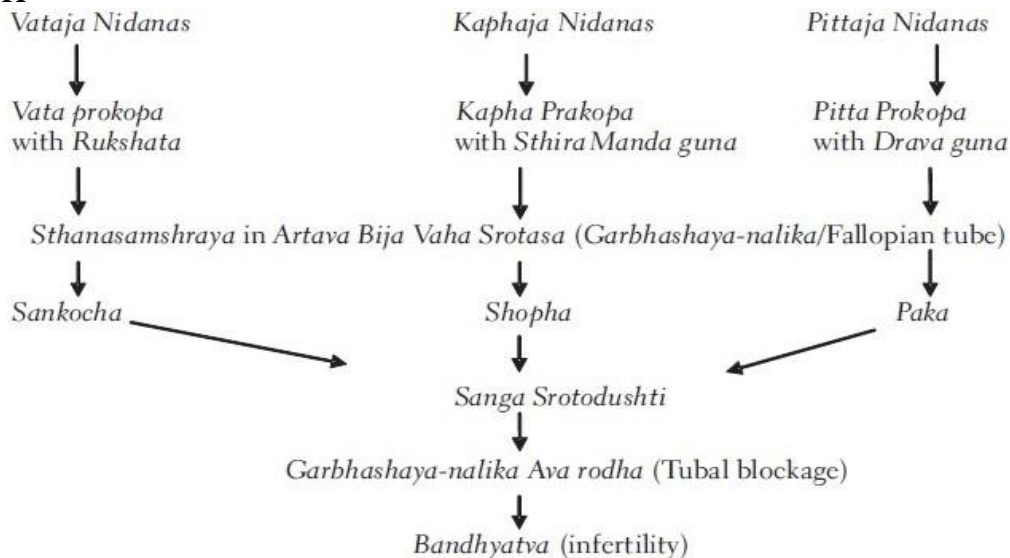 Vataja Nidanas Kaphaja Nidanas Pittaja Nidanas
Vata prokopa Kapha Prakopa Pitta Prokopa
with Rukshata with Sthira Manda guna with Drava guna
Sthanasamshraya in Artava Bija Vaha Srotasa (Garbhashaya-nalika/Fallopian tube)
Sankocha Shopha Paka
Sanga Srotodushti
Garbhashaya-nalika Ava rodha (Tubal blockage)
Bandhyatva (infertility)